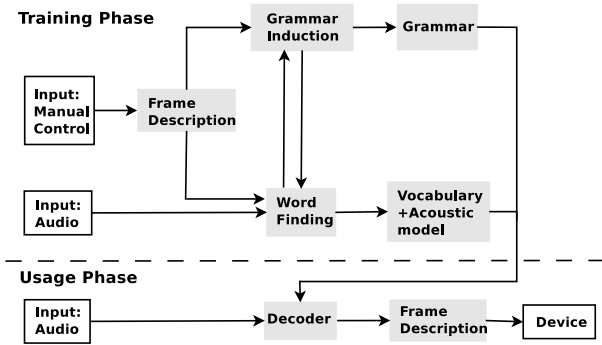 Training Phase
Grammar
Induction
Grammar
Input:
Manual
Control
Frame
Description
Input:
Audio
Word
Finding
Vocabulary
+Acoustic
model
Usage Phase
Input:
Audio
Decoder
Frame
Description
Device